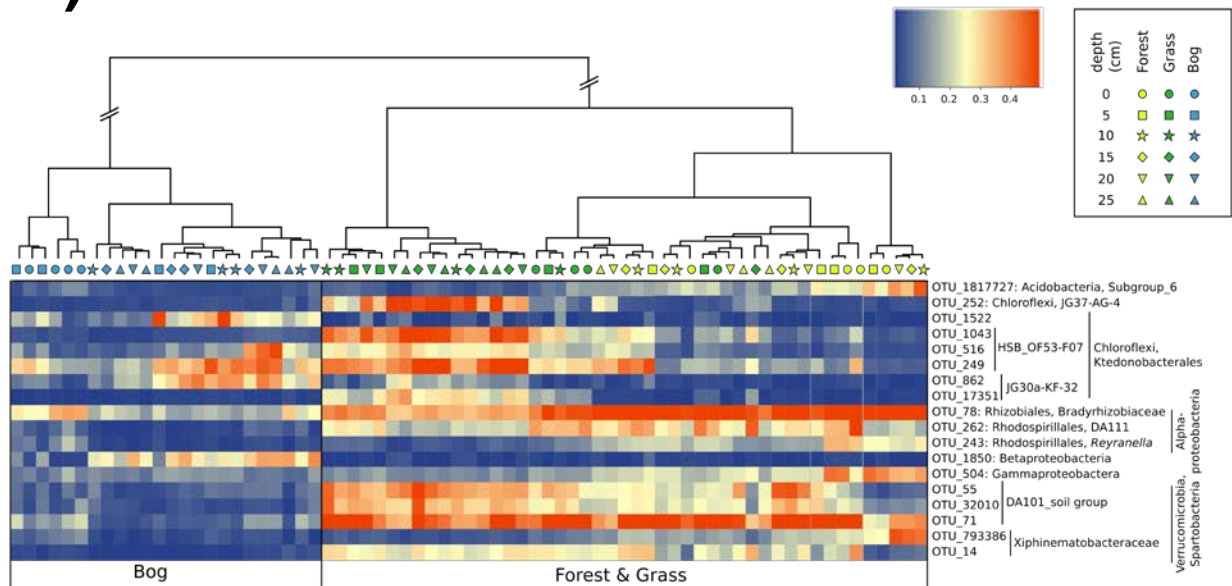 )
0.1 0.2 0.3 0.4
depth (cm) Forest Grass Bog
0
5
10
15
20
25
OTU_1817727: Acidobacteria, Subgroup_6
OTU_252: Chloroflexi, JG37-AG-4
OTU_1522
OTU_1043
OTU_516
OTU_249
HSB_OF53-F07
OTU_862
OTU_17351
JG30a-KF-32
Chloroflexi,
Ktedonobacterales
OTU_78: Rhizobiales, Bradyrhizobiaceae
OTU_262: Rhodospirillales, DA111
OTU_243: Rhodospirillales, Reyranella
Alpha-
proteobacteria
OTU_1850: Betaproteobacteria
OTU_504: Gammaproteobactera
OTU_55
OTU_32010
OTU_71
DA101_soil group
OTU_793386
OTU_14
Xiphinematobacteraceae
Verrucomicrobia,
Spartobacteria
Bog
Forest & Grass